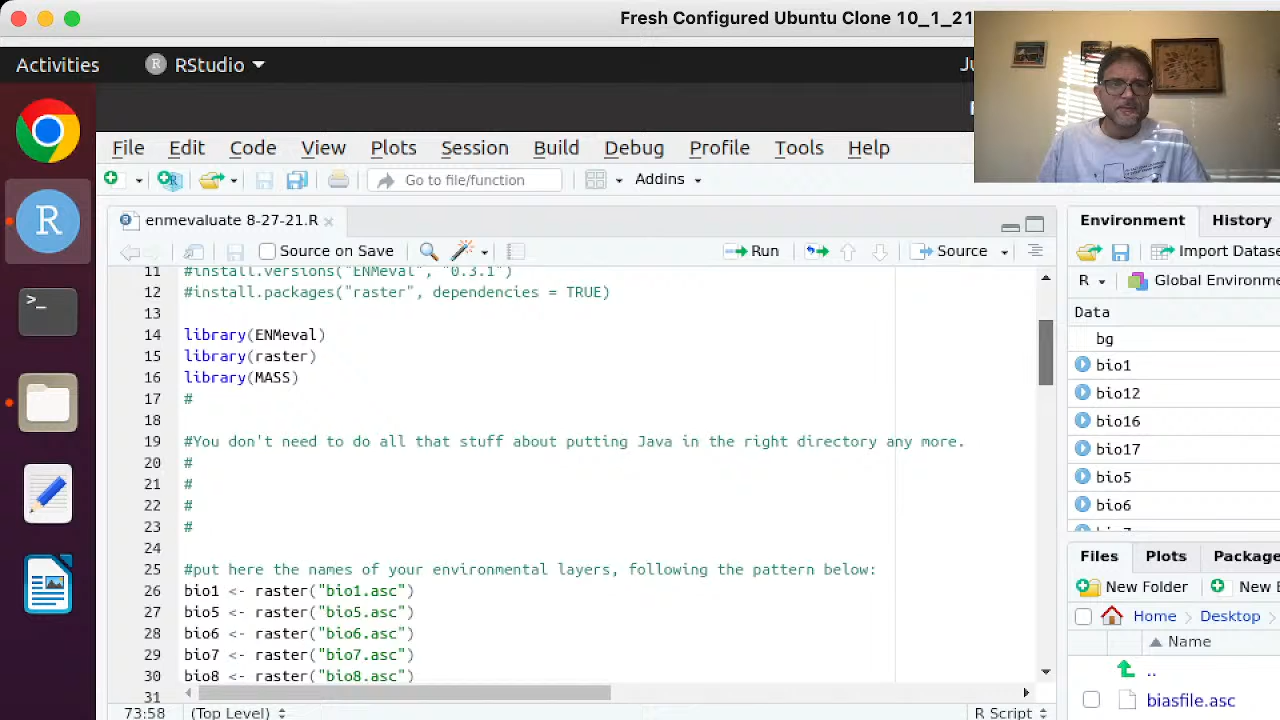 Fresh Configured Ubuntu Clone 10_1_21
Activities
R RStudio
File Edit Code View Plots Session Build Debug Profile Tools Help
Go to file/function
Addins
enmevaluate 8-27-21.R
Source on Save
Run
Source
11 #install.versions("ENMeval", "0.3.1")
12 #install.packages("raster", dependencies = TRUE)
13
14 library(ENMeval)
15 library(raster)
16 library(MASS)
17 #
18
19 #You don't need to do all that stuff about putting Java in the right directory any more.
20 #
21 #
22 #
23 #
24
25 #put here the names of your environmental layers, following the pattern below:
26 bio1 <- raster("bio1.asc")
27 bio5 <- raster("bio5.asc")
28 bio6 <- raster("bio6.asc")
29 bio7 <- raster("bio7.asc")
30 bio8 <- raster("bio8.asc")
31
73:58 (Top Level)
R Script
Environment History
Import Datase
R Global Environme
Data
bg
bio1
bio12
bio16
bio17
bio5
bio6
Files Plots Package
New Folder New B
Home Desktop
Name
..
biasfile.asc